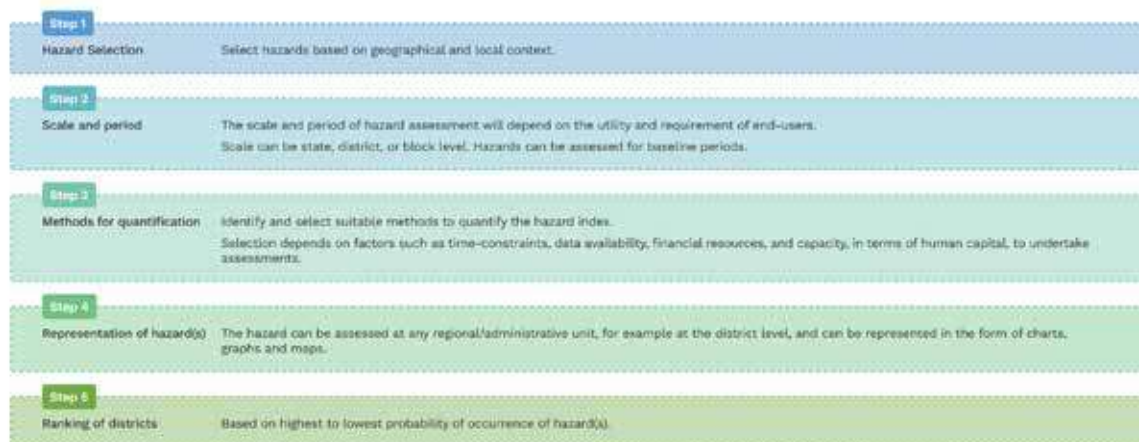 Step 1
Hazard Selection
Select hazards based on geographical and local context.
Step 2
Scale and period
The scale and period of hazard assessment will depend on the utility and requirement of end-users.
Scale can be state, district, or block level. Hazards can be assessed for baseline periods.
Step 3
Methods for quantification
Identify and select suitable methods to quantify the hazard index.
Selection depends on factors such as time-constraints, data availability, financial resources, and capacity, in terms of human capital, to undertake
assessments.
Step 4
Representation of hazard(s)
The hazard can be assessed at any regional/administrative unit, for example at the district level, and can be represented in the form of charts,
graphs and maps.
Step 5
Ranking of districts
Based on highest to lowest probability of occurrence of hazard(s).